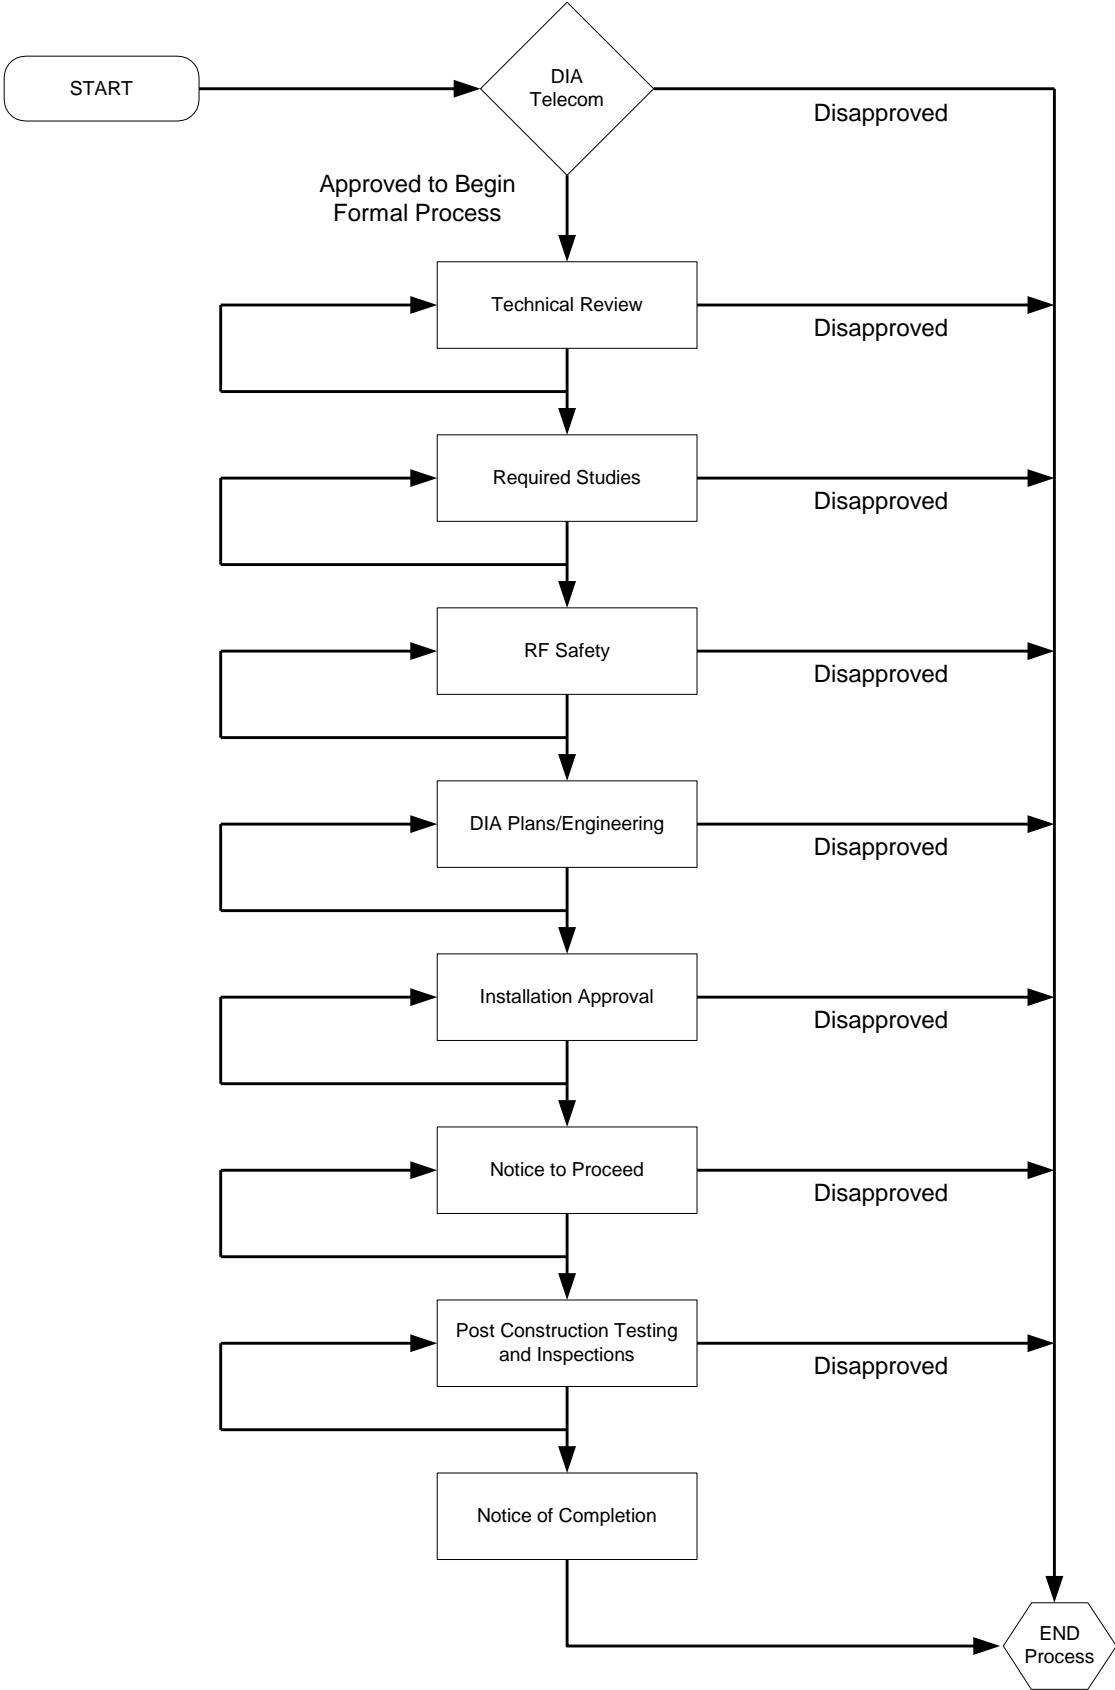 START
DIA
Telecom
Disapproved
Approved to Begin
Formal Process
Technical Review
Disapproved
Required Studies
Disapproved
RF Safety
Disapproved
DIA Plans/Engineering
Disapproved
Installation Approval
Disapproved
Notice to Proceed
Disapproved
Post Construction Testing
and Inspections
Disapproved
Notice of Completion
END
Process